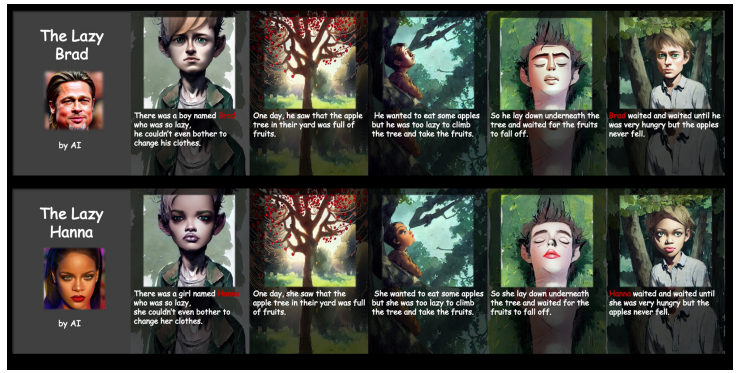 The Lazy
Brad
by AI
There was a boy named Brad
who was so lazy,
he couldn't even bother to
change his clothes.
One day, he saw that the apple
tree in their yard was full of
fruits.
He wanted to eat some apples
but he was too lazy to climb
the tree and take the fruits.
So he lay down underneath the
tree and waited for the fruits
to fall off.
Brad waited and waited until he
was very hungry but the apples
never fell.
The Lazy
Hanna
by AI
There was a girl named Hanna
who was so lazy,
she couldn't even bother to
change her clothes.
One day, she saw that the
apple tree in their yard was full
of fruits.
She wanted to eat some apples
but she was too lazy to climb
the tree and take the fruits.
So she lay down underneath
the tree and waited for the
fruits to fall off.
Hanna waited and waited until
she was very hungry but the
apples never fell.